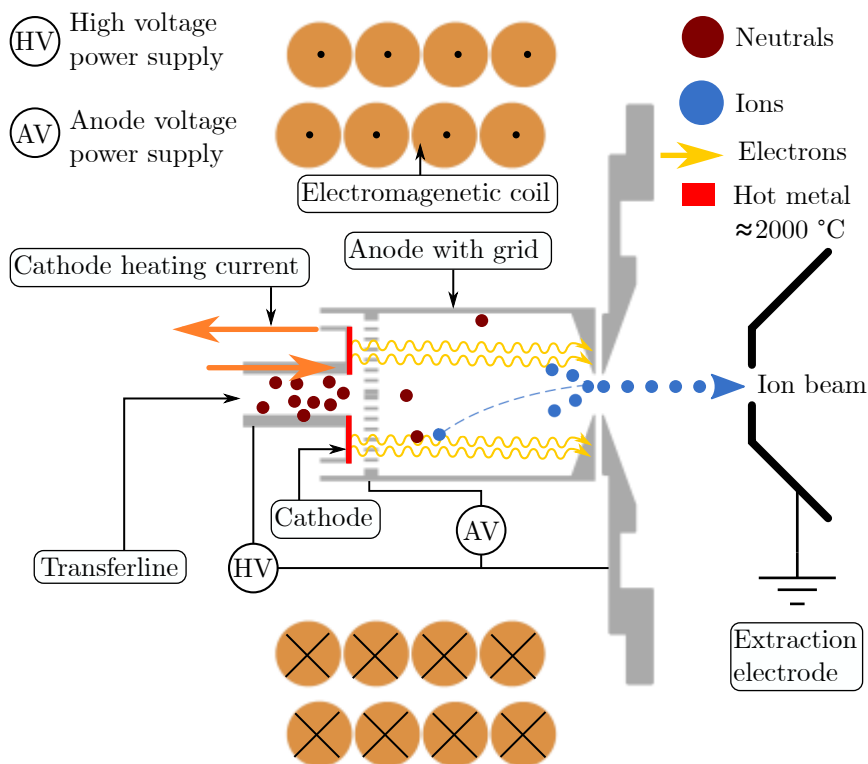 HV
High voltage
power supply
AV
Anode voltage
power supply
Neutrals
Ions
Electrons
Hot metal
≈2000 °C
Electromagnetic coil
Anode with grid
Cathode heating current
Ion beam
Cathode
AV
Transferline
HV
Extraction
electrode